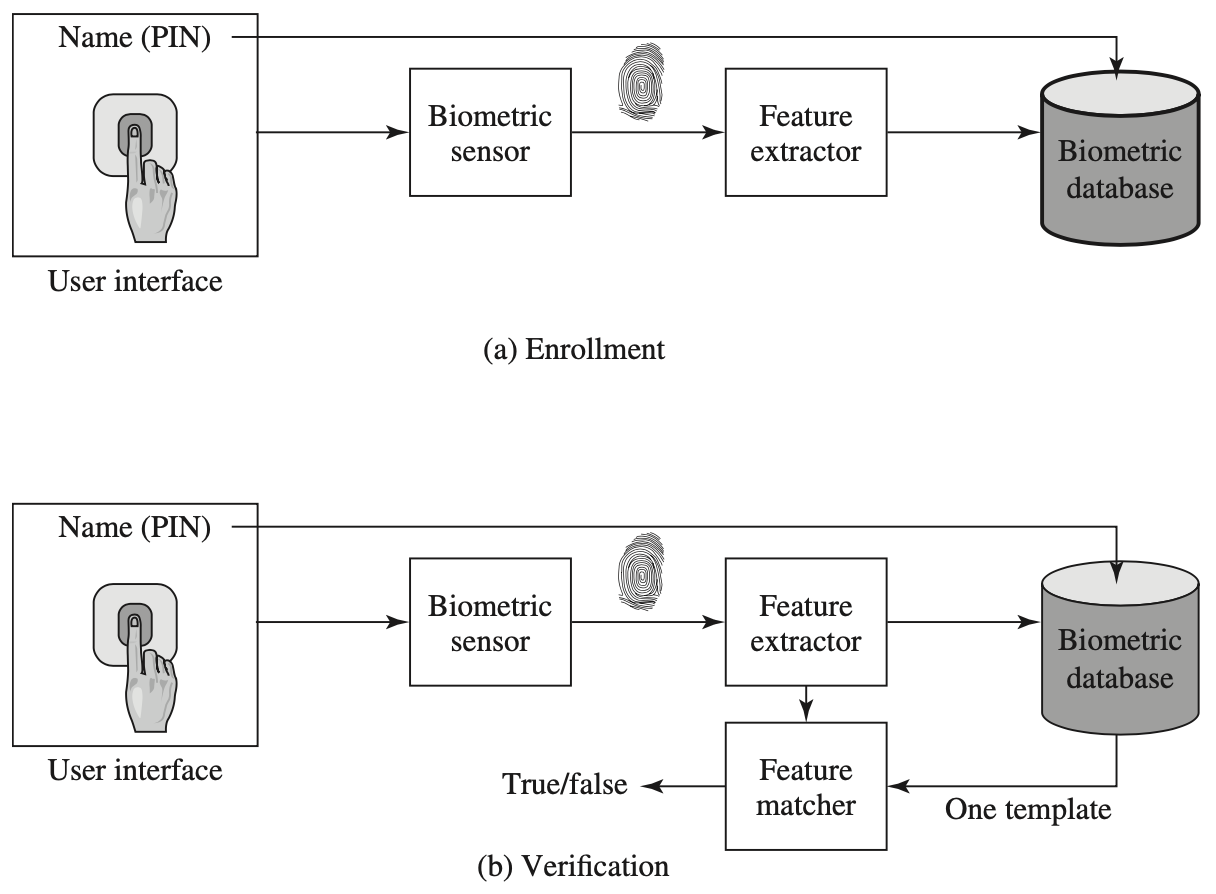 Name (PIN)
Biometric
sensor
Feature
extractor
Biometric
database
User interface
(a) Enrollment
Name (PIN)
Biometric
sensor
Feature
extractor
Biometric
database
User interface
True/false
Feature
matcher
One template
(b) Verification